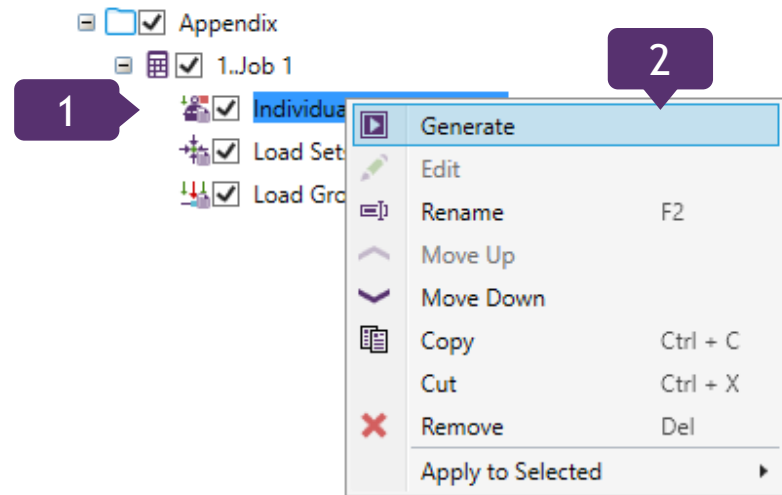 Appendix
1..Job 1
2
1
Individua
Generate
Load Set
Edit
Load Gro
Rename F2
Move Up
Move Down
Copy Ctrl + C
Cut Ctrl + X
Remove Del
Apply to Selected